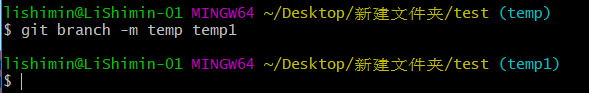 lishimin@LiShimin-01 MINGW64 ~/Desktop/新建文件夹/test (temp)
$ git branch -m temp temp1
lishimin@LiShimin-01 MINGW64 ~/Desktop/新建文件夹/test (temp1)
$